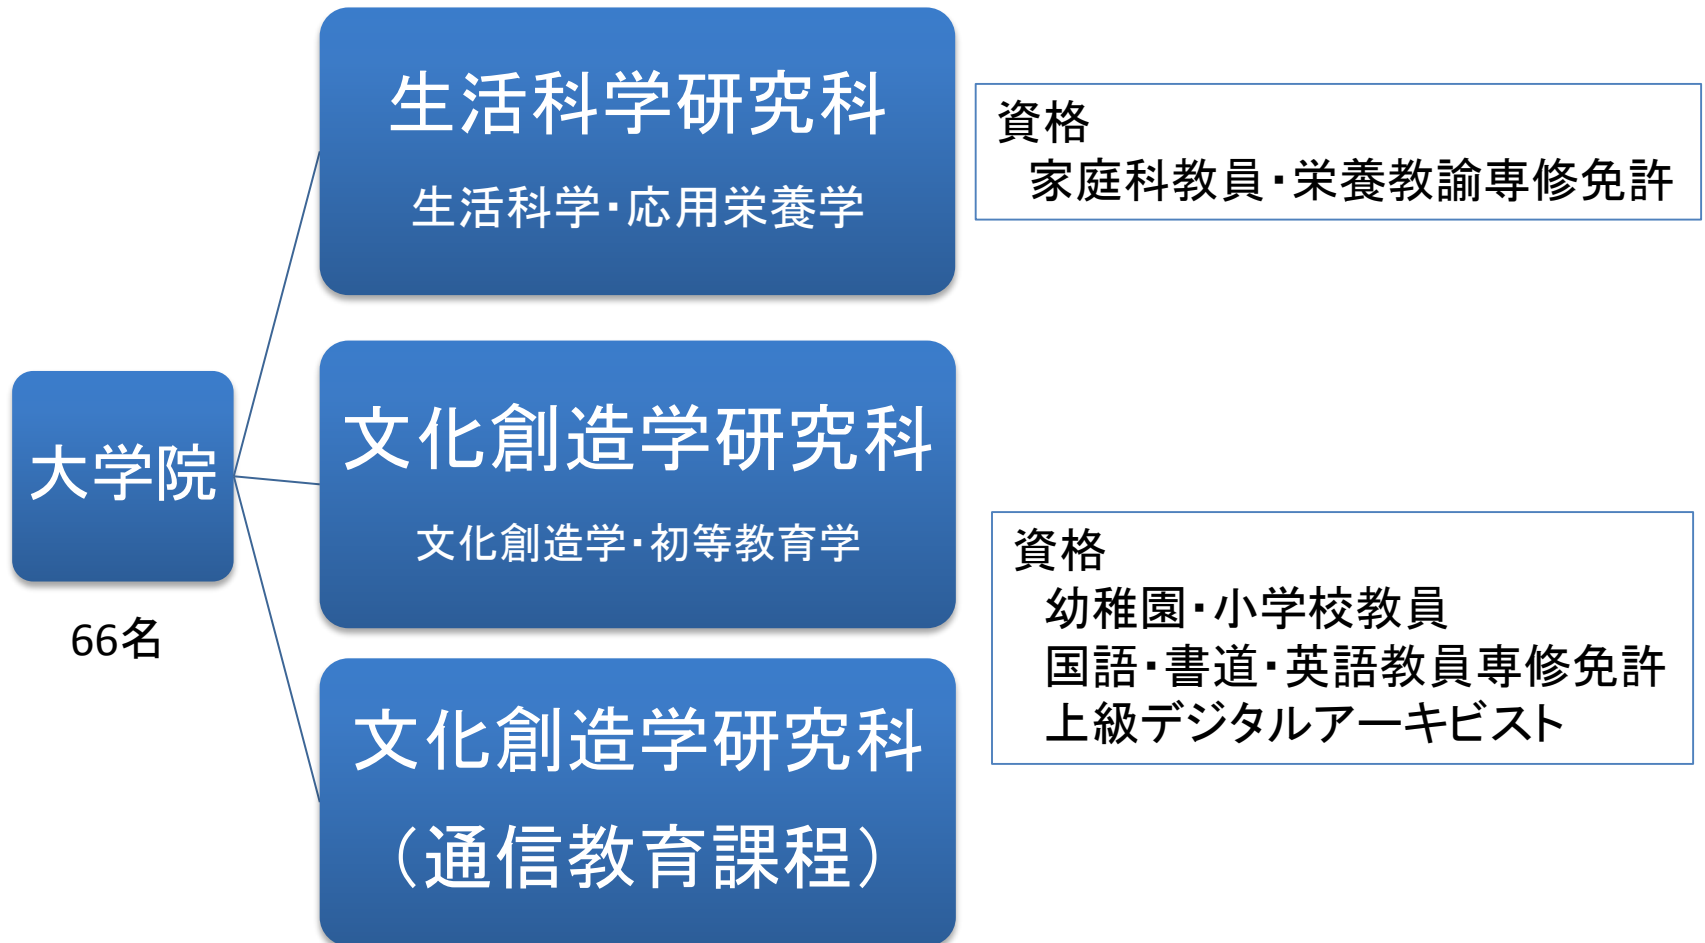 大学院
66名
生活科学研究科
生活科学・応用栄養学
資格
家庭科教員・栄養教諭専修免許
文化創造学研究科
文化創造学・初等教育学
文化創造学研究科
（通信教育課程）
資格
幼稚園・小学校教員
国語・書道・英語教員専修免許
上級デジタルアーキビスト